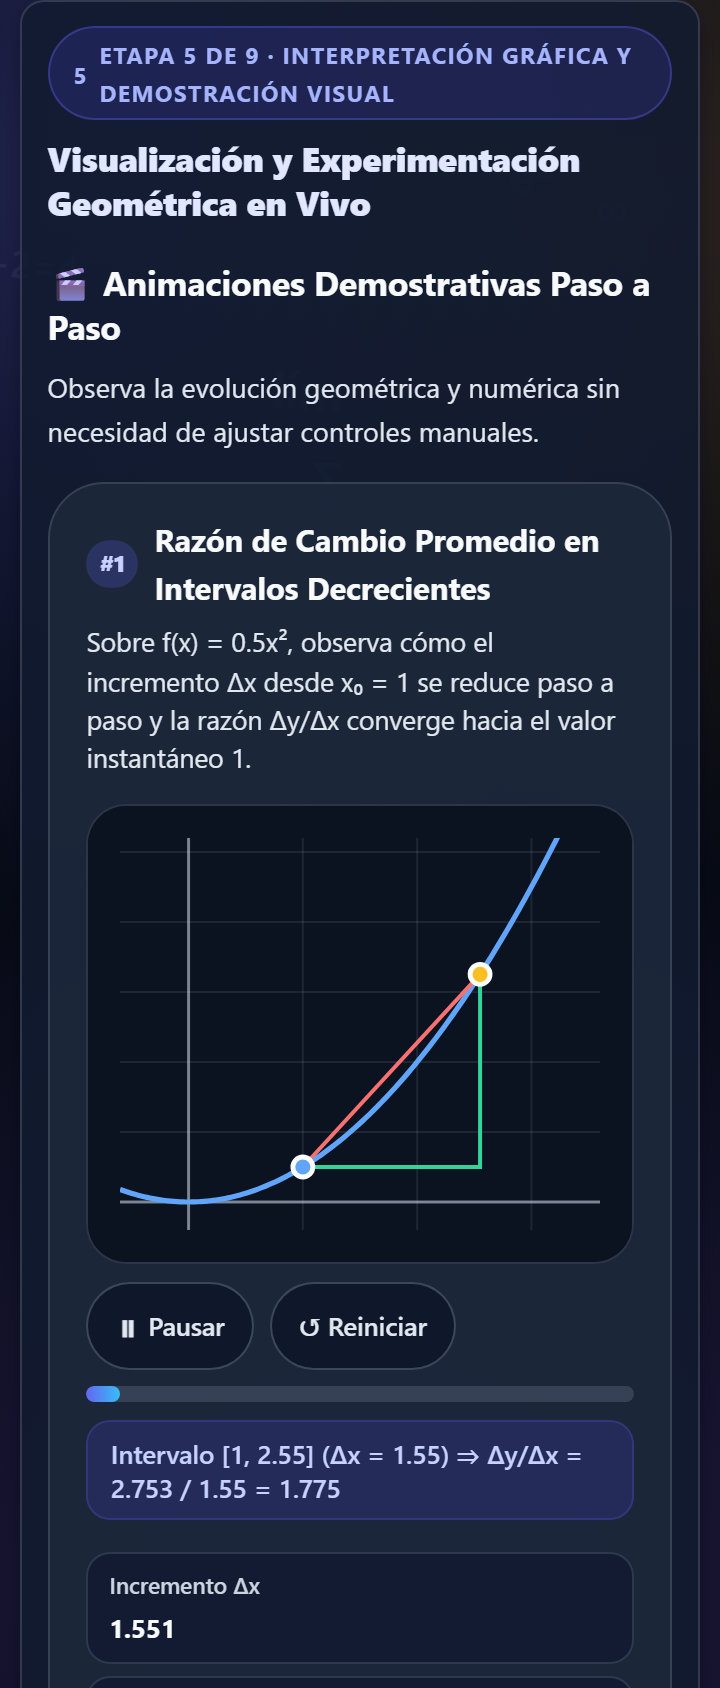 5 ETAPA 5 DE 9 · INTERPRETACIÓN GRÁFICA Y
DEMOSTRACIÓN VISUAL
Visualización y Experimentación
Geométrica en Vivo
🎬 Animaciones Demostrativas Paso a
Paso
Observa la evolución geométrica y numérica sin
necesidad de ajustar controles manuales.
#1 Razón de Cambio Promedio en
Intervalos Decrecientes
Sobre f(x) = 0.5x², observa cómo el
incremento Δx desde x₀ = 1 se reduce paso a
paso y la razón Δy/Δx converge hacia el valor
instantáneo 1.
⏸ Pausar ↺ Reiniciar
Intervalo [1, 2.55] (Δx = 1.55) ⇒ Δy/Δx =
2.753 / 1.55 = 1.775
Incremento Δx
1.551